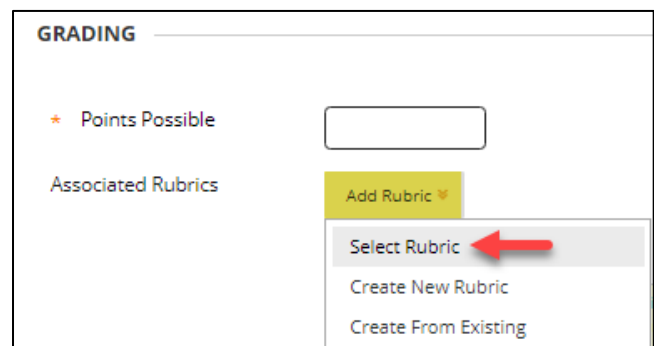 GRADING
* Points Possible
Associated Rubrics
Add Rubric
Select Rubric
Create New Rubric
Create From Existing